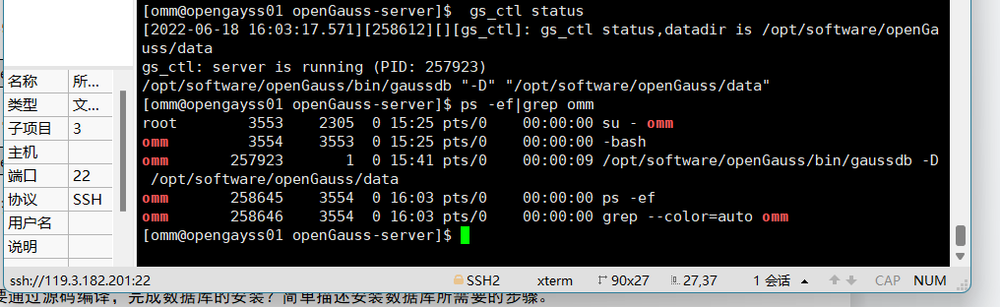 [omm@opengayss01 openGauss-server]$  gs_ctl status
[2022-06-18 16:03:17.571][258612][][gs_ctl]: gs_ctl status,datadir is /opt/software/openGa
uss/data
gs_ctl: server is running (PID: 257923)
/opt/software/openGauss/bin/gaussdb "-D" "/opt/software/openGauss/data"
[omm@opengayss01 openGauss-server]$ ps -ef|grep omm
root        3553    2305  0 15:25 pts/0    00:00:00 su - omm
omm         3554    3553  0 15:25 pts/0    00:00:00 -bash
omm       257923       1  0 15:41 pts/0    00:00:09 /opt/software/openGauss/bin/gaussdb -D
 /opt/software/openGauss/data
omm       258645    3554  0 16:03 pts/0    00:00:00 ps -ef
omm       258646    3554  0 16:03 pts/0    00:00:00 grep --color=auto omm
[omm@opengayss01 openGauss-server]$
名称 所...
类型 文...
子项目 3
主机
端口 22
协议 SSH
用户名
说明
ssh://119.3.182.201:22 SSH2 xterm 90x27 27,37 1 会话 CAP NUM
要通过源码编译，完成数据库的安装？简单描述安装数据库所需要的步骤。